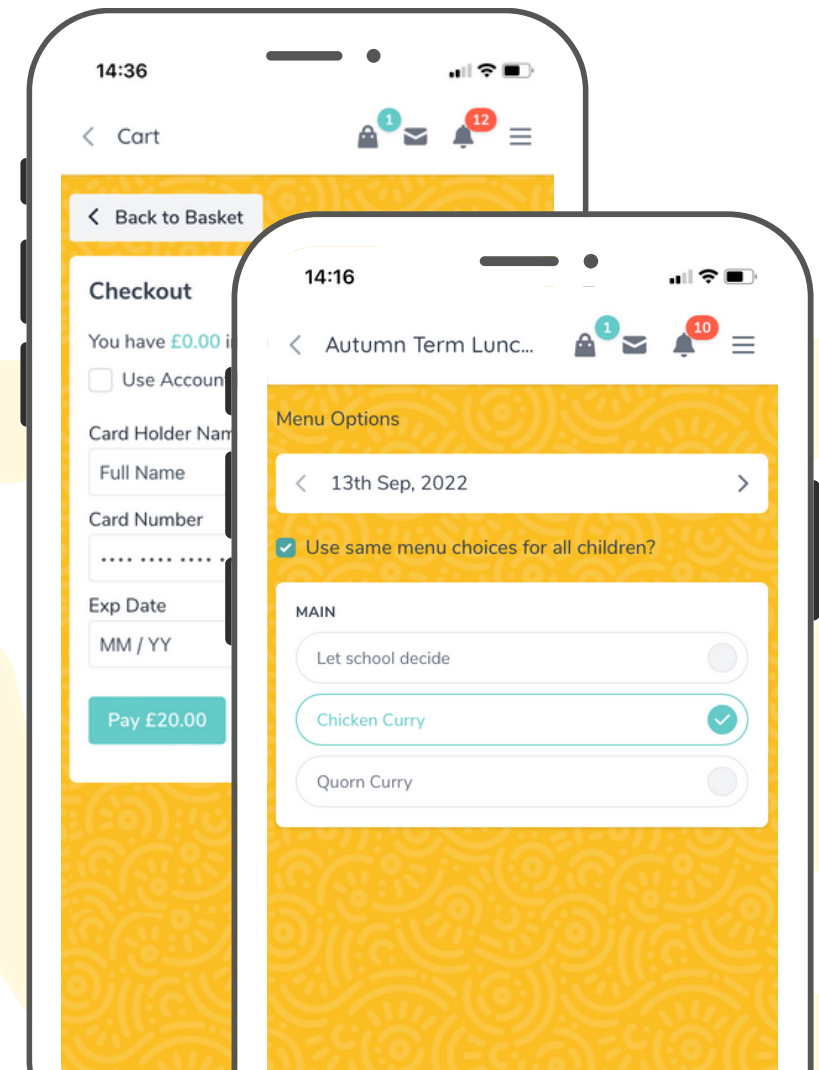 14:36
Cart
1
12
Back to Basket
Checkout
You have £0.00
Use Account
Card Holder
Full Name
Card Number
.... .... ....
Exp Date
MM / YY
Pay £20.00
14:16
Autumn Term Lunc...
1
10
Menu Options
13th Sep, 2022
Use same menu choices for all children?
MAIN
Let school decide
Chicken Curry
Quorn Curry